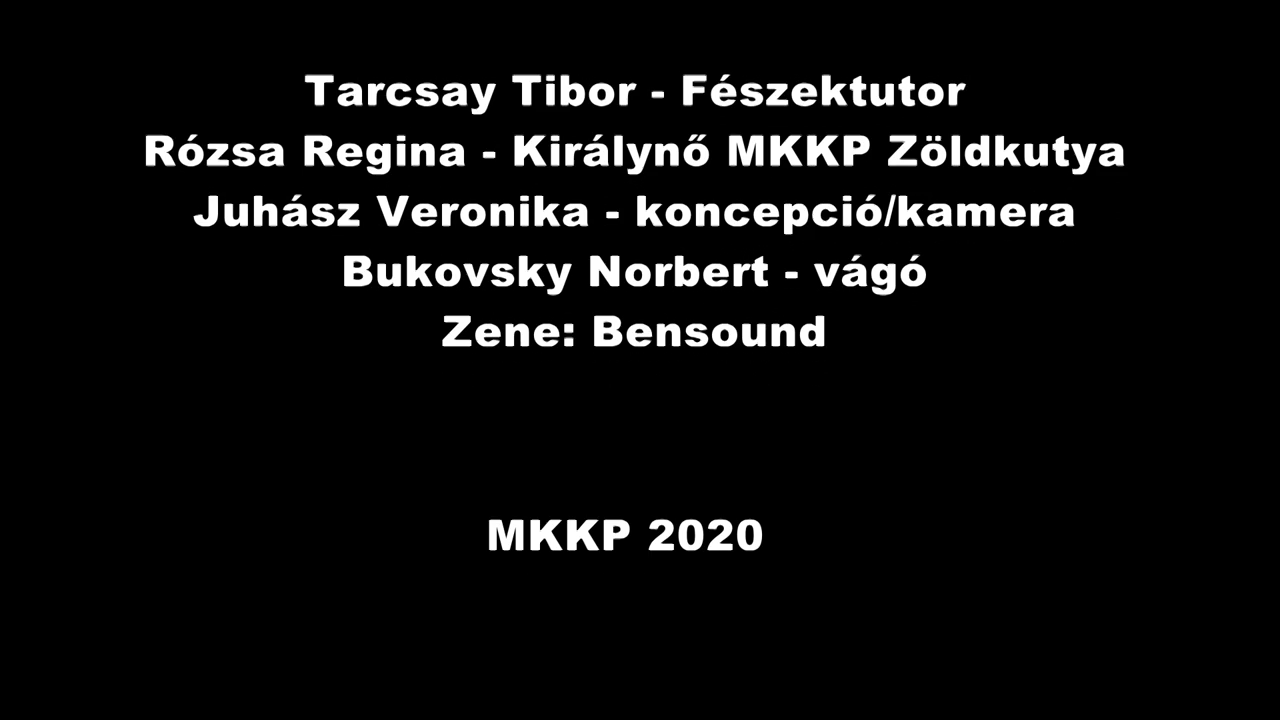 Tarcsay Tibor - Fészektutor
Rózsa Regina - Királynő MKKP Zöldkutya
Juhász Veronika - koncepció/kamera
Bukovsky Norbert - vágó
Zene: Bensound
MKKP 2020